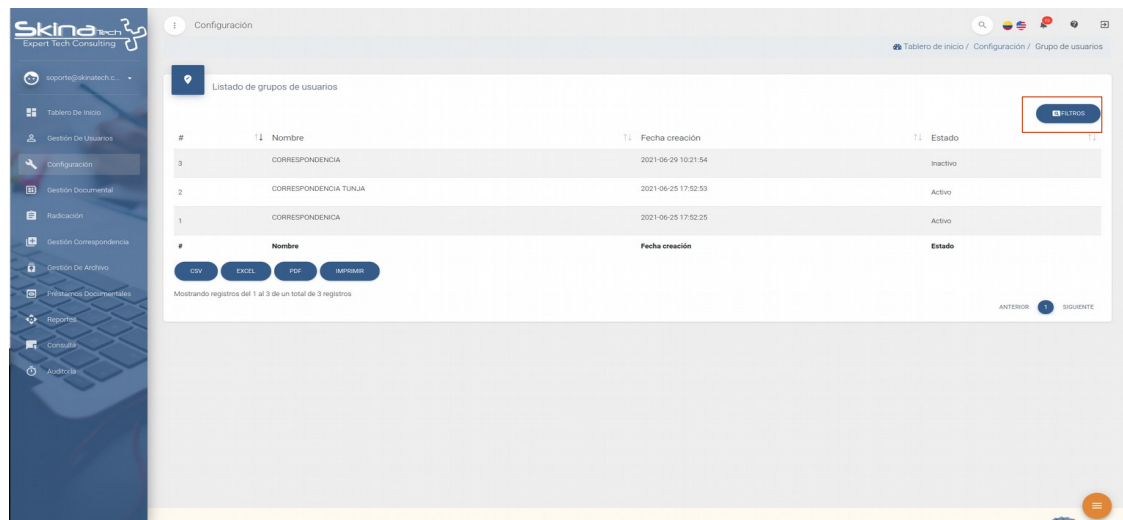 Skina Tech
Expert Tech Consulting
Configuración
Tablero de inicio / Configuración / Grupo de usuarios
soporte@skinatech.c...
Listado de grupos de usuarios
FILTROS
Tablero De Inicio
Gestión De Usuarios
Configuración
Gestión Documental
Radicación
Gestión Correspondencia
Gestión De Archivo
Préstamos Documentales
Reportes
Consulta
Auditoria
# Nombre Fecha creación Estado
3 CORRESPONDENCIA 2021-06-29 10:21:54 Inactivo
2 CORRESPONDENCIA TUNJA 2021-06-25 17:52:53 Activo
1 CORRESPONDENICA 2021-06-25 17:52:25 Activo
# Nombre Fecha creación Estado
CSV EXCEL PDF IMPRIMIR
Mostrando registros del 1 al 3 de un total de 3 registros
ANTERIOR 1 SIGUIENTE